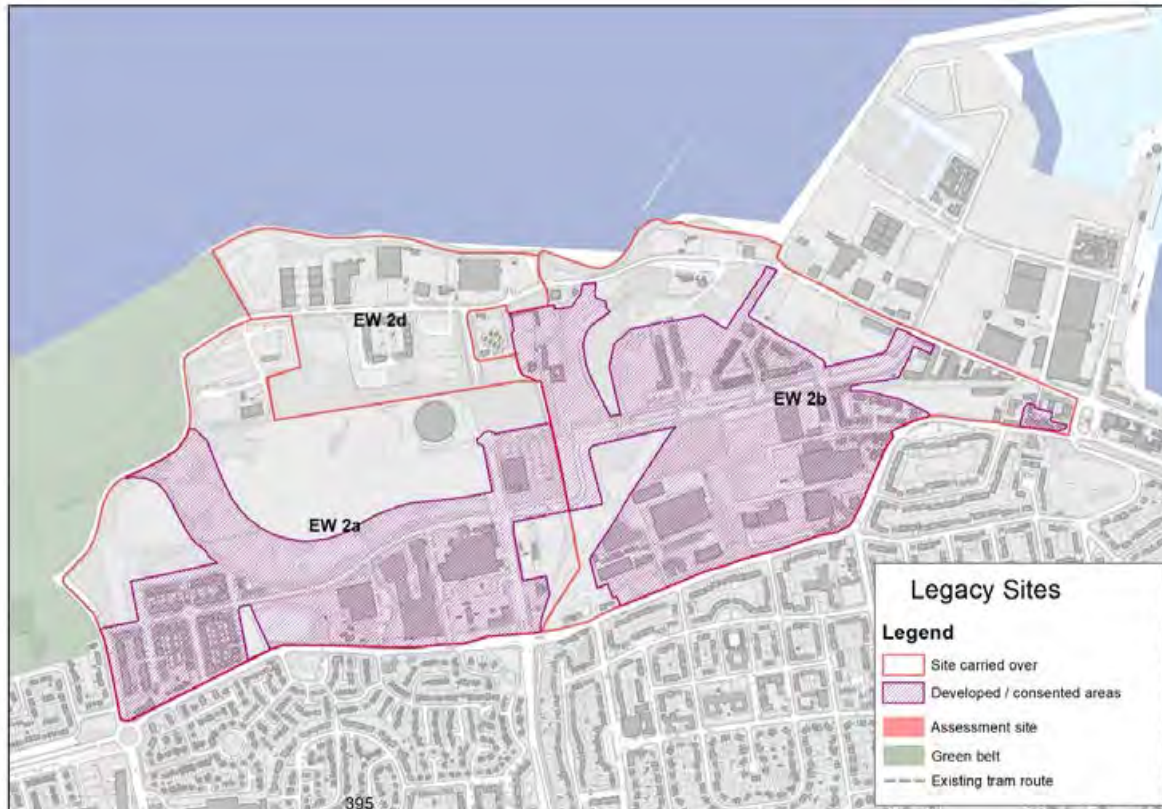 EW 2d
EW 2b
EW 2a
Legacy Sites
Legend
Site carried over
Developed / consented areas
Assessment site
Green belt
Existing tram route
395